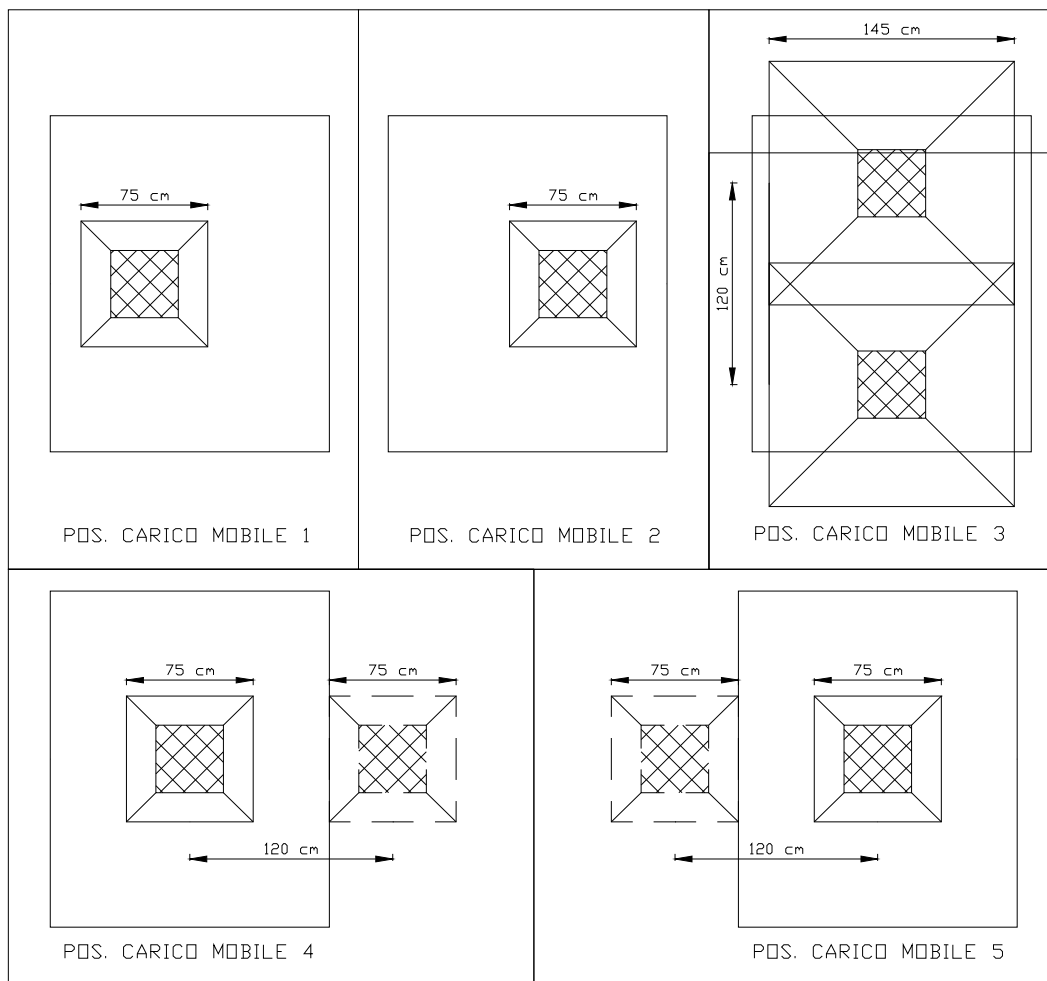 145 cm
75 cm
75 cm
120 cm
POS. CARICO MOBILE 1
POS. CARICO MOBILE 2
POS. CARICO MOBILE 3
75 cm
75 cm
75 cm
75 cm
120 cm
120 cm
POS. CARICO MOBILE 4
POS. CARICO MOBILE 5